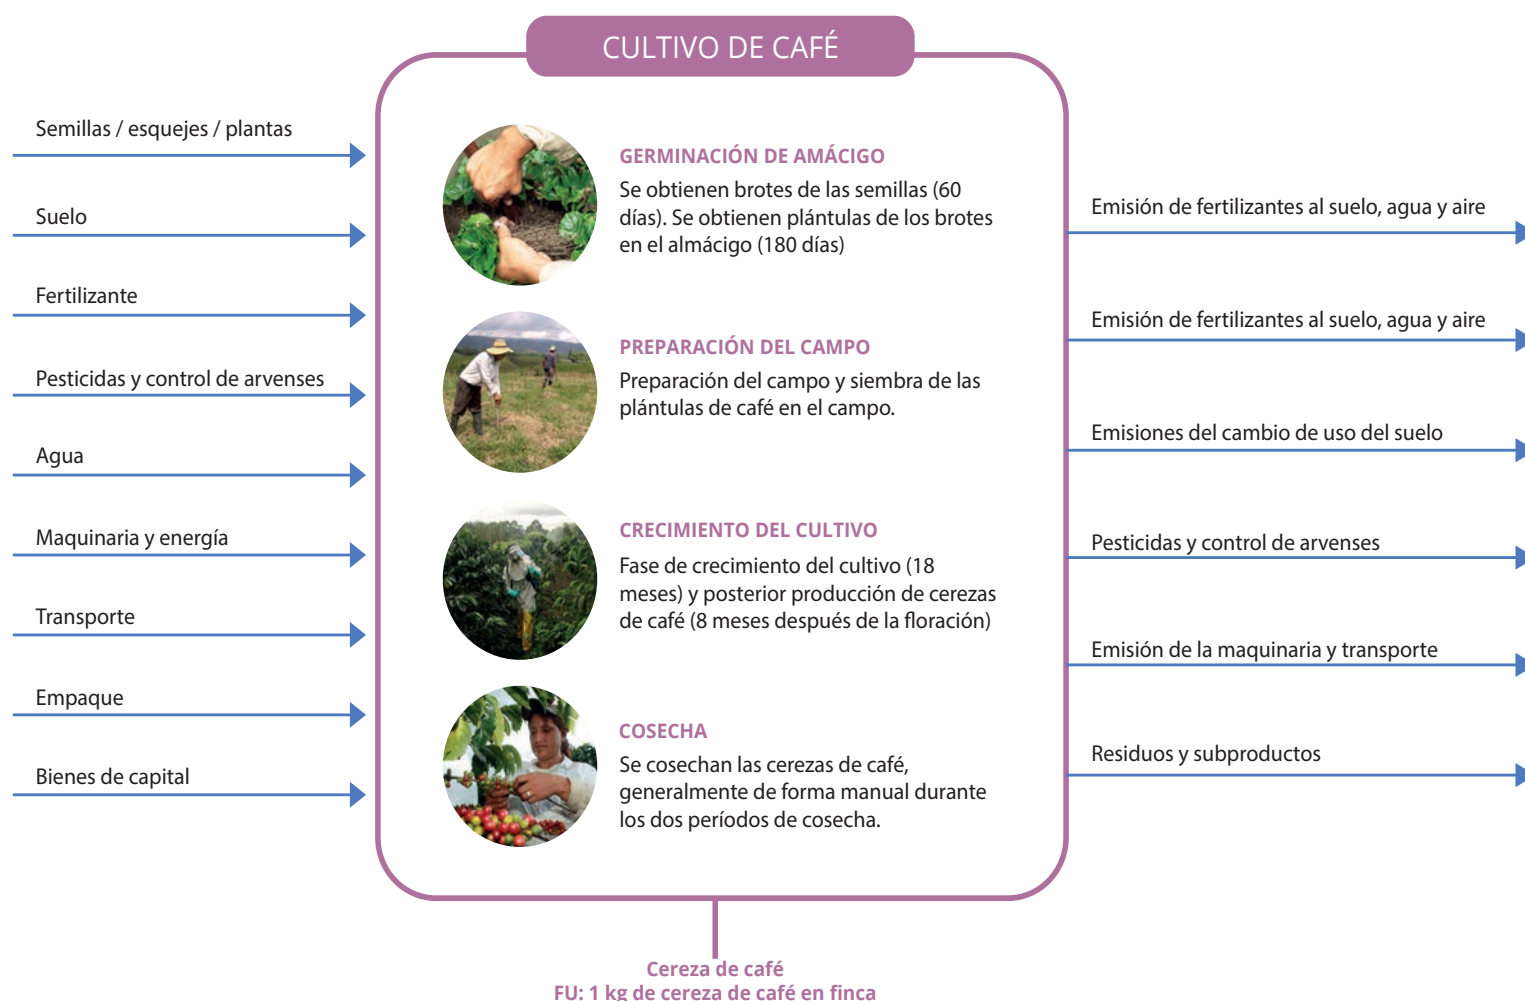 CULTIVO DE CAFÉ
Semillas / esquejes / plantas
Suelo
Fertilizante
Pesticidas y control de arvenses
Agua
Maquinaria y energía
Transporte
Empaque
Bienes de capital
GERMINACIÓN DE AMÁCIGO
Se obtienen brotes de las semillas (60
días). Se obtienen plántulas de los brotes
en el almácigo (180 días)
PREPARACIÓN DEL CAMPO
Preparación del campo y siembra de las
plántulas de café en el campo.
CRECIMIENTO DEL CULTIVO
Fase de crecimiento del cultivo (18
meses) y posterior producción de cerezas
de café (8 meses después de la floración)
COSECHA
Se cosechan las cerezas de café,
generalmente de forma manual durante
los dos períodos de cosecha.
Emisión de fertilizantes al suelo, agua y aire
Emisión de fertilizantes al suelo, agua y aire
Emisiones del cambio de uso del suelo
Pesticidas y control de arvenses
Emisión de la maquinaria y transporte
Residuos y subproductos
Cereza de café
FU: 1 kg de cereza de café en finca